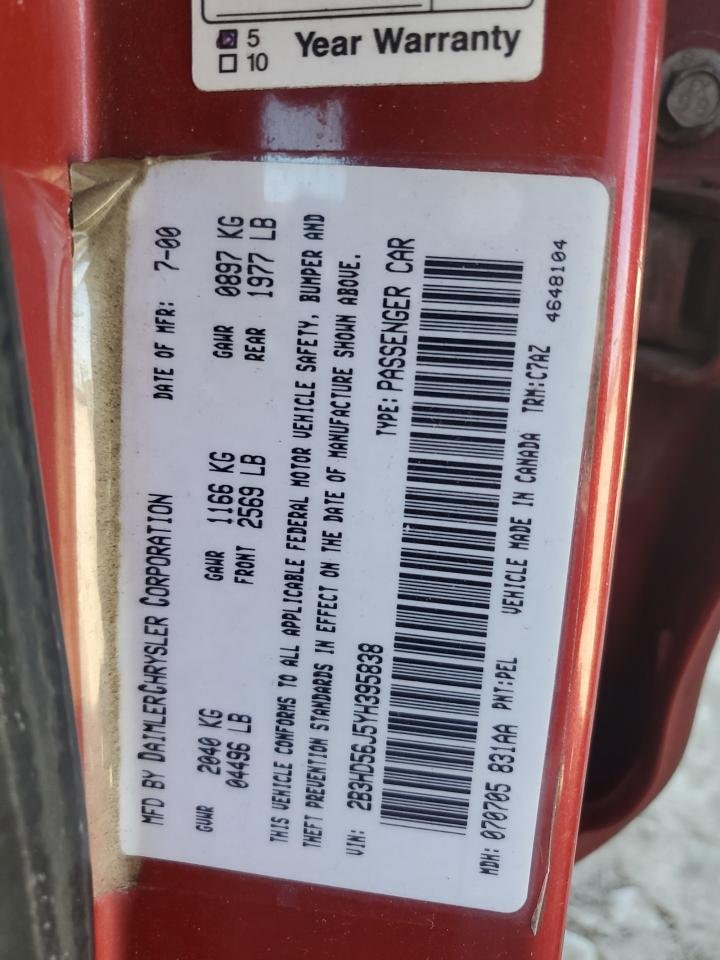 5
10
Year Warranty
MFD BY DAIMLERCHRYSLER CORPORATION DATE OF MFR: 7-00
GVWR 2040 KG GAWR 1166 KG GAWR 0897 KG
04496 LB FRONT 2569 LB REAR 1977 LB
THIS VEHICLE CONFORMS TO ALL APPLICABLE FEDERAL MOTOR VEHICLE SAFETY, BUMPER AND
THEFT PREVENTION STANDARDS IN EFFECT ON THE DATE OF MANUFACTURE SHOWN ABOVE.
VIN: 2B3HD56J5YH395838 TYPE: PASSENGER CAR
MDH: 070705 831AA PNT:PEL VEHICLE MADE IN CANADA TRM:C7AZ
4648104